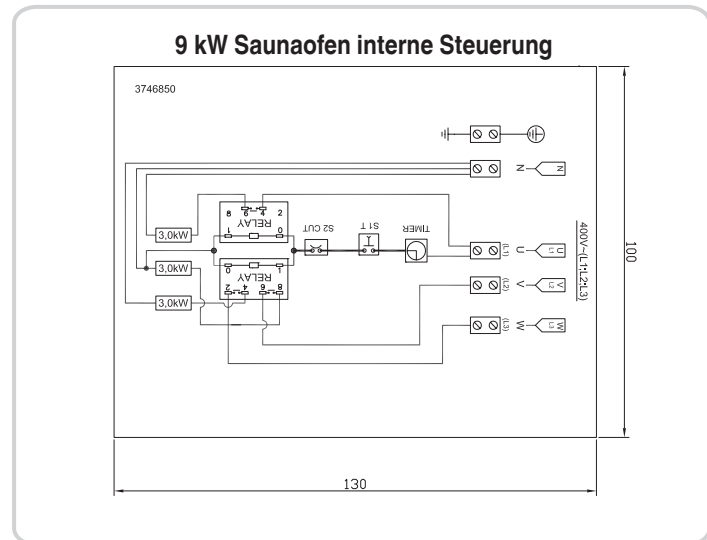 9 kW Saunaofen interne Steuerung
3746850
N N
8 6 4 2
RELAY
1 0
3,0kW
S2 CUT
S1 T
TIMER
(L1) U U L1
400V~(L1;L2;L3)
100
3,0kW
0 1
RELAY
2 4 6 8
(L2) V V L2
3,0kW
(L3) W W L3
130